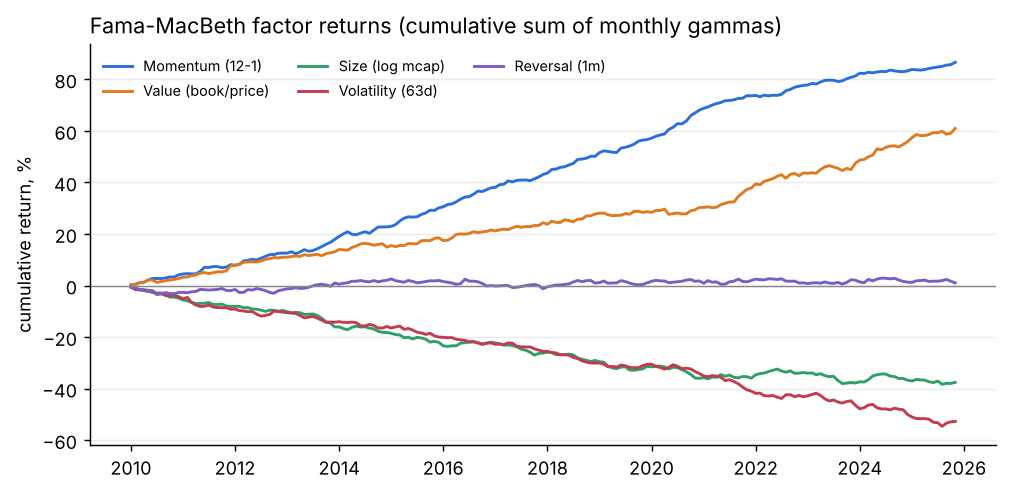 Fama-MacBeth factor returns (cumulative sum of monthly gammas)
Momentum (12-1) Size (log mcap) Reversal (1m)
Value (book/price) Volatility (63d)
cumulative return, %
80
60
40
20
0
−20
−40
−60
2010 2012 2014 2016 2018 2020 2022 2024 2026